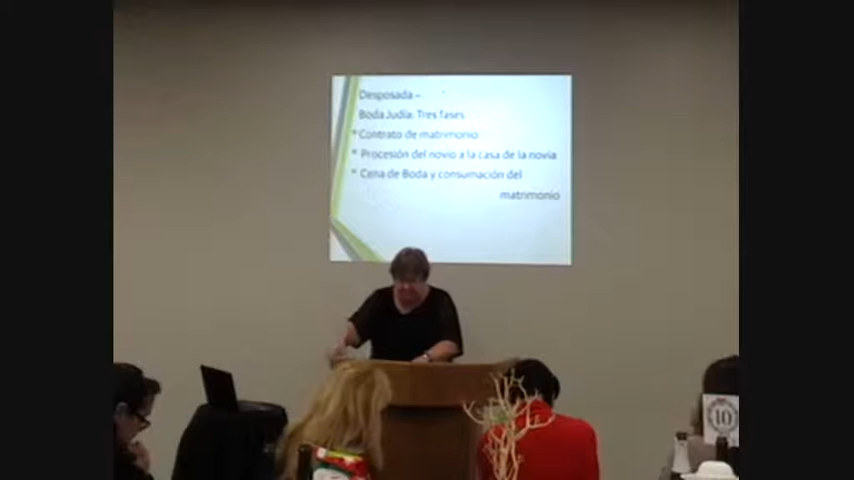 Desposada –
Boda Judía: Tres fases
*Contrato de matrimonio
* Procesión del novio a la casa de la novia
* Cena de Boda y consumación del
matrimonio
10